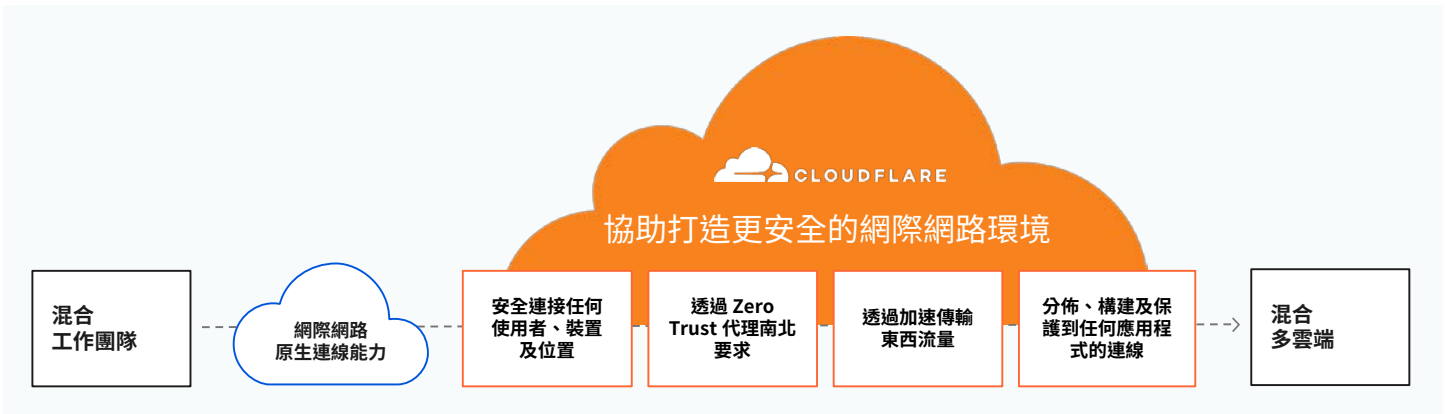 CLOUDFLARE
協助打造更安全的網際網路環境
混合
工作團隊
網際網路
原生連線能力
安全連接任何
使用者、裝置
及位置
透過 Zero
Trust 代理南北
要求
透過加速傳輸
東西流量
分佈、構建及保
護到任何應用程
式的連線
混合
多雲端